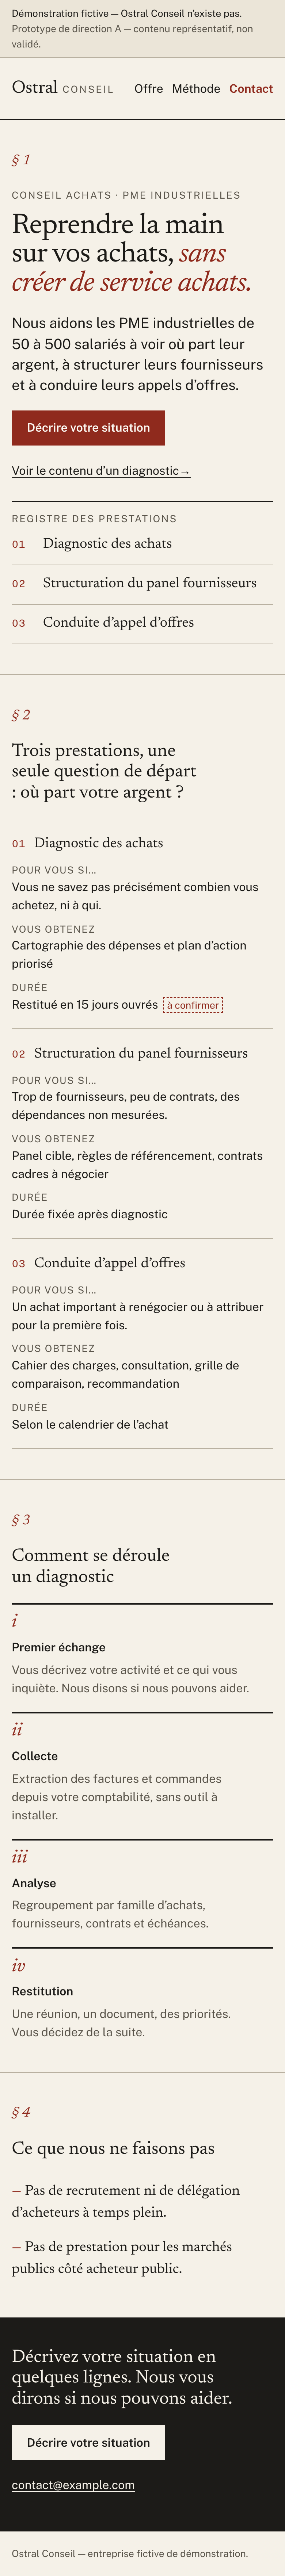 Démonstration fictive — Ostral Conseil n’existe pas.
Prototype de direction A — contenu représentatif, non
validé.
Ostral CONSEIL Offre Méthode Contact
§ 1
CONSEIL ACHATS · PME INDUSTRIELLES
Reprendre la main
sur vos achats, sans
créer de service achats.
Nous aidons les PME industrielles de
50 à 500 salariés à voir où part leur
argent, à structurer leurs fournisseurs
et à conduire leurs appels d’offres.
Décrire votre situation
Voir le contenu d’un diagnostic→
REGISTRE DES PRESTATIONS
01 Diagnostic des achats
02 Structuration du panel fournisseurs
03 Conduite d’appel d’offres
§ 2
Trois prestations, une
seule question de départ
: où part votre argent ?
01 Diagnostic des achats
POUR VOUS SI…
Vous ne savez pas précisément combien vous
achetez, ni à qui.
VOUS OBTENEZ
Cartographie des dépenses et plan d’action
priorisé
DURÉE
Restitué en 15 jours ouvrés à confirmer
02 Structuration du panel fournisseurs
POUR VOUS SI…
Trop de fournisseurs, peu de contrats, des
dépendances non mesurées.
VOUS OBTENEZ
Panel cible, règles de référencement, contrats
cadres à négocier
DURÉE
Durée fixée après diagnostic
03 Conduite d’appel d’offres
POUR VOUS SI…
Un achat important à renégocier ou à attribuer
pour la première fois.
VOUS OBTENEZ
Cahier des charges, consultation, grille de
comparaison, recommandation
DURÉE
Selon le calendrier de l’achat
§ 3
Comment se déroule
un diagnostic
i
Premier échange
Vous décrivez votre activité et ce qui vous
inquiète. Nous disons si nous pouvons aider.
ii
Collecte
Extraction des factures et commandes
depuis votre comptabilité, sans outil à
installer.
iii
Analyse
Regroupement par famille d’achats,
fournisseurs, contrats et échéances.
iv
Restitution
Une réunion, un document, des priorités.
Vous décidez de la suite.
§ 4
Ce que nous ne faisons pas
— Pas de recrutement ni de délégation
d’acheteurs à temps plein.
— Pas de prestation pour les marchés
publics côté acheteur public.
Décrivez votre situation en
quelques lignes. Nous vous
dirons si nous pouvons aider.
Décrire votre situation
contact@example.com
Ostral Conseil — entreprise fictive de démonstration.